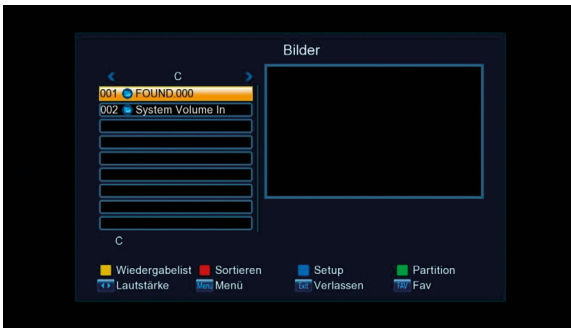 Bilder
C
001 FOUND.000
002 System Volume In
C
Wiedergabelist Sortieren Setup Partition
Lautstärke Menu Menü Exit Verlassen FAV Fav